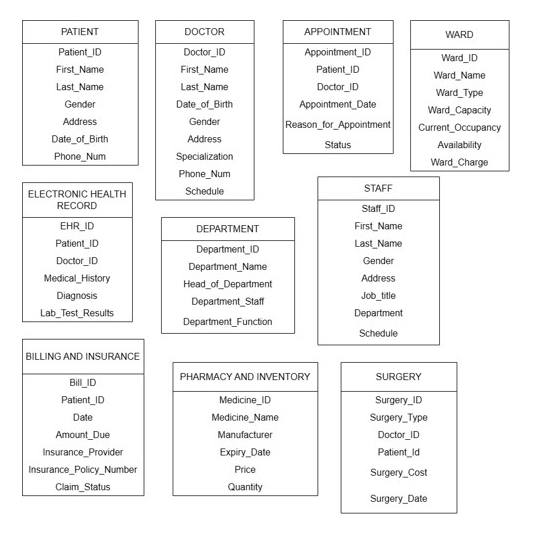 PATIENT
Patient_ID
First_Name
Last_Name
Gender
Address
Date_of_Birth
Phone_Num
DOCTOR
Doctor_ID
First_Name
Last_Name
Date_of_Birth
Gender
Address
Specialization
Phone_Num
Schedule
APPOINTMENT
Appointment_ID
Patient_ID
Doctor_ID
Appointment_Date
Reason_for_Appointment
Status
WARD
Ward_ID
Ward_Name
Ward_Type
Ward_Capacity
Current_Occupancy
Availability
Ward_Charge
ELECTRONIC HEALTH
RECORD
EHR_ID
Patient_ID
Doctor_ID
Medical_History
Diagnosis
Lab_Test_Results
DEPARTMENT
Department_ID
Department_Name
Head_of_Department
Department_Staff
Department_Function
STAFF
Staff_ID
First_Name
Last_Name
Gender
Address
Job_title
Department
Schedule
BILLING AND INSURANCE
Bill_ID
Patient_ID
Date
Amount_Due
Insurance_Provider
Insurance_Policy_Number
Claim_Status
PHARMACY AND INVENTORY
Medicine_ID
Medicine_Name
Manufacturer
Expiry_Date
Price
Quantity
SURGERY
Surgery_ID
Surgery_Type
Doctor_ID
Patient_Id
Surgery_Cost
Surgery_Date